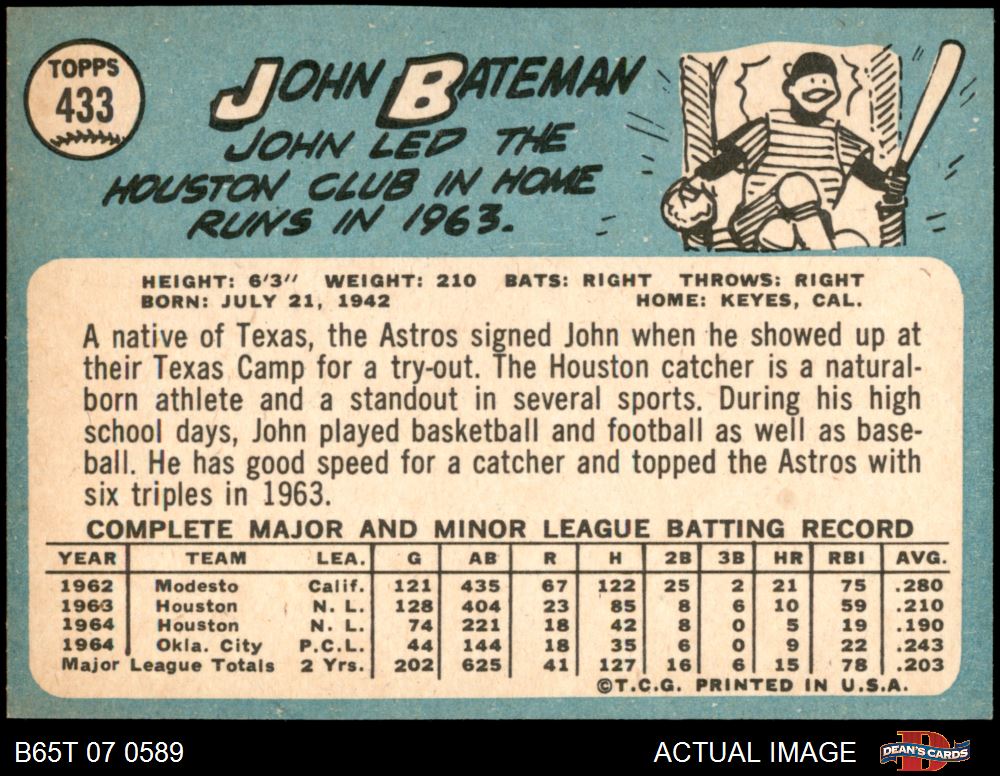 TOPPS
433
JOHN BATEMAN
JOHN LED THE
HOUSTON CLUB IN HOME
RUNS IN 1963.
HEIGHT: 6'3" WEIGHT: 210 BATS: RIGHT THROWS: RIGHT
BORN: JULY 21, 1942 HOME: KEYES, CAL.
A native of Texas, the Astros signed John when he showed up at
their Texas Camp for a try-out. The Houston catcher is a natural-
born athlete and a standout in several sports. During his high
school days, John played basketball and football as well as base-
ball. He has good speed for a catcher and topped the Astros with
six triples in 1963.
COMPLETE MAJOR AND MINOR LEAGUE BATTING RECORD
YEAR TEAM LEA. G AB R H 2B 3B HR RBI AVG.
1962 Modesto Calif. 121 435 67 122 25 2 21 75 .280
1963 Houston N. L. 128 404 23 85 8 6 10 59 .210
1964 Houston N. L. 74 221 18 42 8 0 5 19 .190
1964 Okla. City P.C.L. 44 144 18 35 6 0 9 22 .243
Major League Totals 2 Yrs. 202 625 41 127 16 6 15 78 .203
©T.C.G. PRINTED IN U.S.A.
B65T 07 0589 ACTUAL IMAGE DEAN'S CARDS